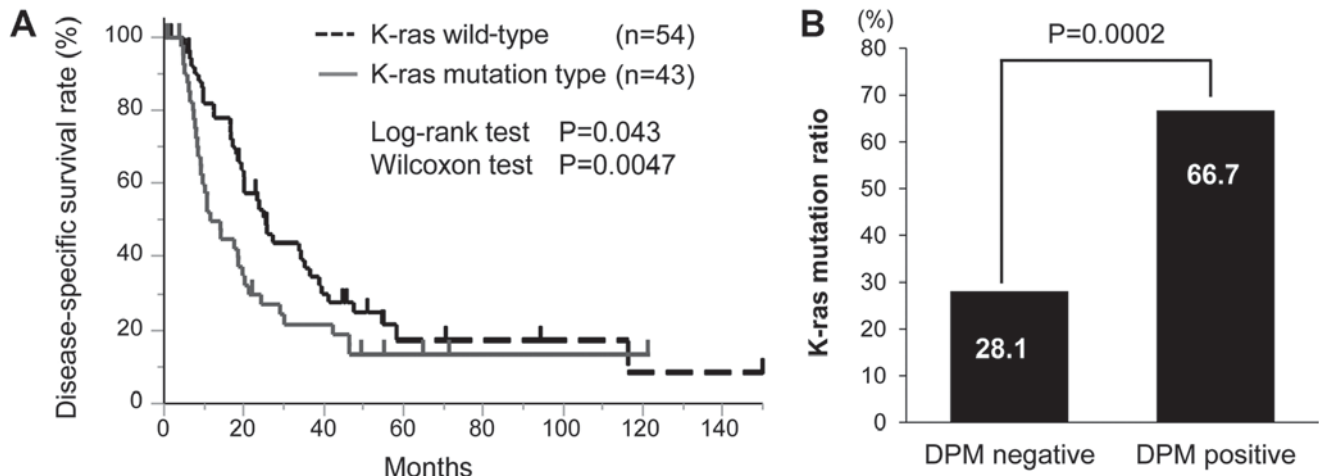 A
Disease-specific survival rate (%)
100
80
60
40
20
0
K-ras wild-type (n=54)
K-ras mutation type (n=43)
Log-rank test P=0.043
Wilcoxon test P=0.0047
0 20 40 60 80 100 120 140
Months
B
(%)
P=0.0002
K-ras mutation ratio
80
70
60
50
40
30
20
10
0
28.1
66.7
DPM negative DPM positive